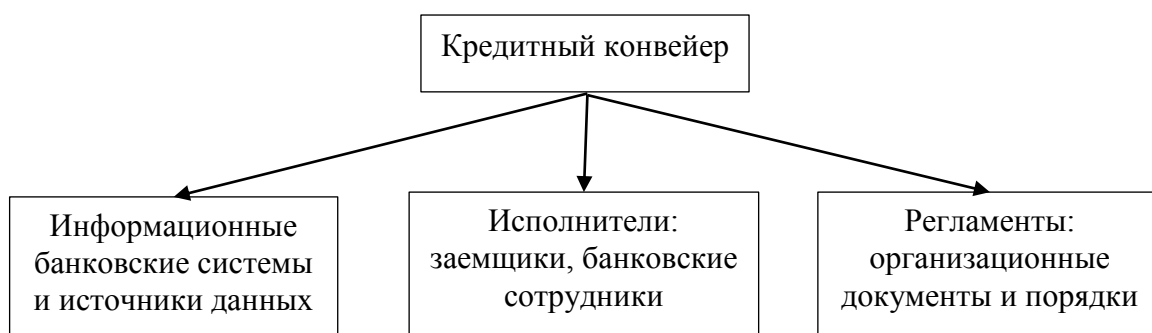 Кредитный конвейер
Информационные
банковские системы
и источники данных
Исполнители:
заемщики, банковские
сотрудники
Регламенты:
организационные
документы и порядки